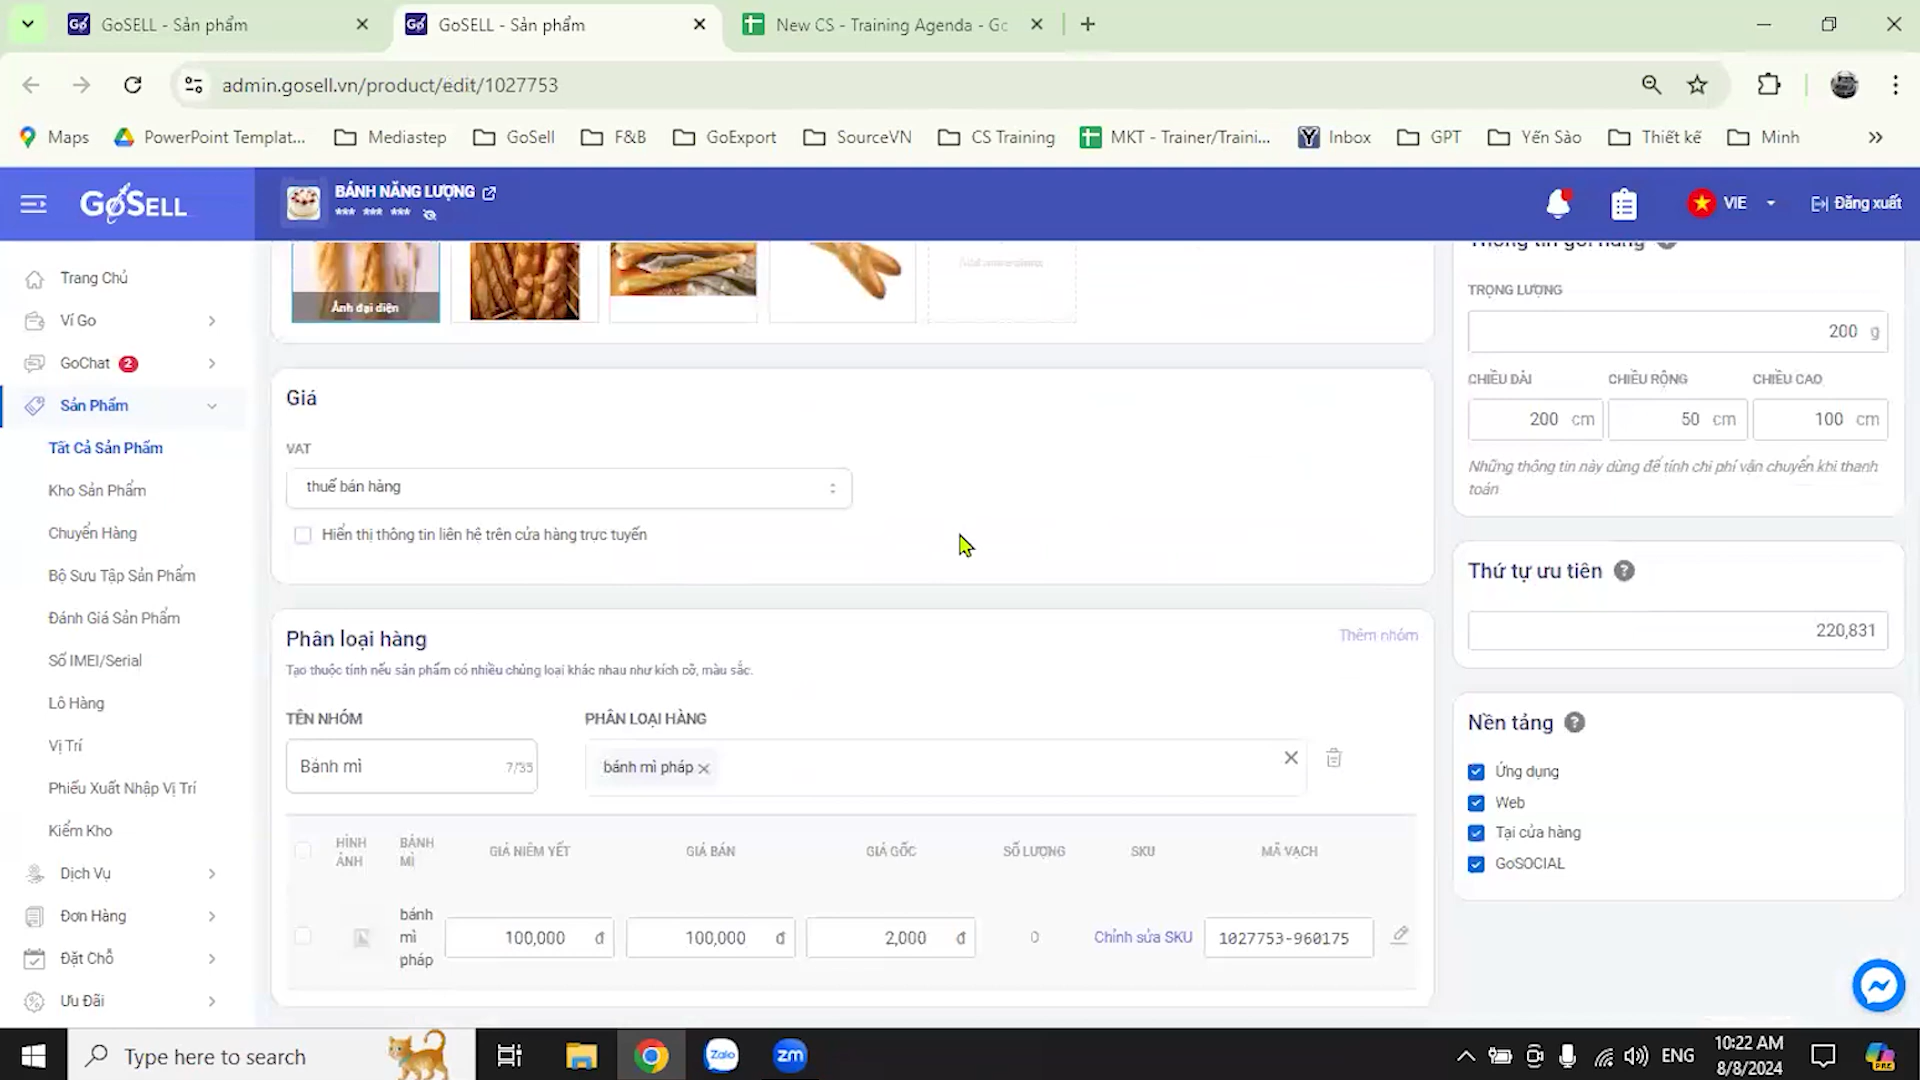 GoSELL - Sản phẩm
GoSELL - Sản phẩm
New CS - Training Agenda - Go
admin.gosell.vn/product/edit/1027753
Maps
PowerPoint Templat...
Mediastep
GoSell
F&B
GoExport
SourceVN
CS Training
MKT - Trainer/Traini...
Inbox
GPT
Yến Sào
Thiết kế
Minh
GoSELL
BÁNH NĂNG LƯỢNG
*** *** ***
VIE
Đăng xuất
Trang Chủ
Ví Go
GoChat 2
Sản Phẩm
Tất Cả Sản Phẩm
Kho Sản Phẩm
Chuyển Hàng
Bộ Sưu Tập Sản Phẩm
Đánh Giá Sản Phẩm
Số IMEI/Serial
Lô Hàng
Vị Trí
Phiếu Xuất Nhập Vị Trí
Kiểm Kho
Dịch Vụ
Đơn Hàng
Đặt Chỗ
Ưu Đãi
Ảnh đại diện
Giá
VAT
thuế bán hàng
Hiển thị thông tin liên hệ trên cửa hàng trực tuyến
Phân loại hàng
Thêm nhóm
Tạo thuộc tính nếu sản phẩm có nhiều chủng loại khác nhau như kích cỡ, màu sắc.
TÊN NHÓM
PHÂN LOẠI HÀNG
Bánh mì
7/35
bánh mì pháp
HÌNH ẢNH
BÁNH MÌ
GIÁ NIÊM YẾT
GIÁ BÁN
GIÁ GỐC
SỐ LƯỢNG
SKU
MÃ VẠCH
bánh mì pháp
100,000 đ
100,000 đ
2,000 đ
0
Chỉnh sửa SKU
1027753-960175
Thông tin gói hàng
TRỌNG LƯỢNG
200 g
CHIỀU DÀI
CHIỀU RỘNG
CHIỀU CAO
200 cm
50 cm
100 cm
Những thông tin này dùng để tính chi phí vận chuyển khi thanh
toán
Thứ tự ưu tiên
220,831
Nền tảng
Ứng dụng
Web
Tại cửa hàng
GoSOCIAL
Type here to search
Zalo
zm
ENG
10:22 AM
8/8/2024
PRE